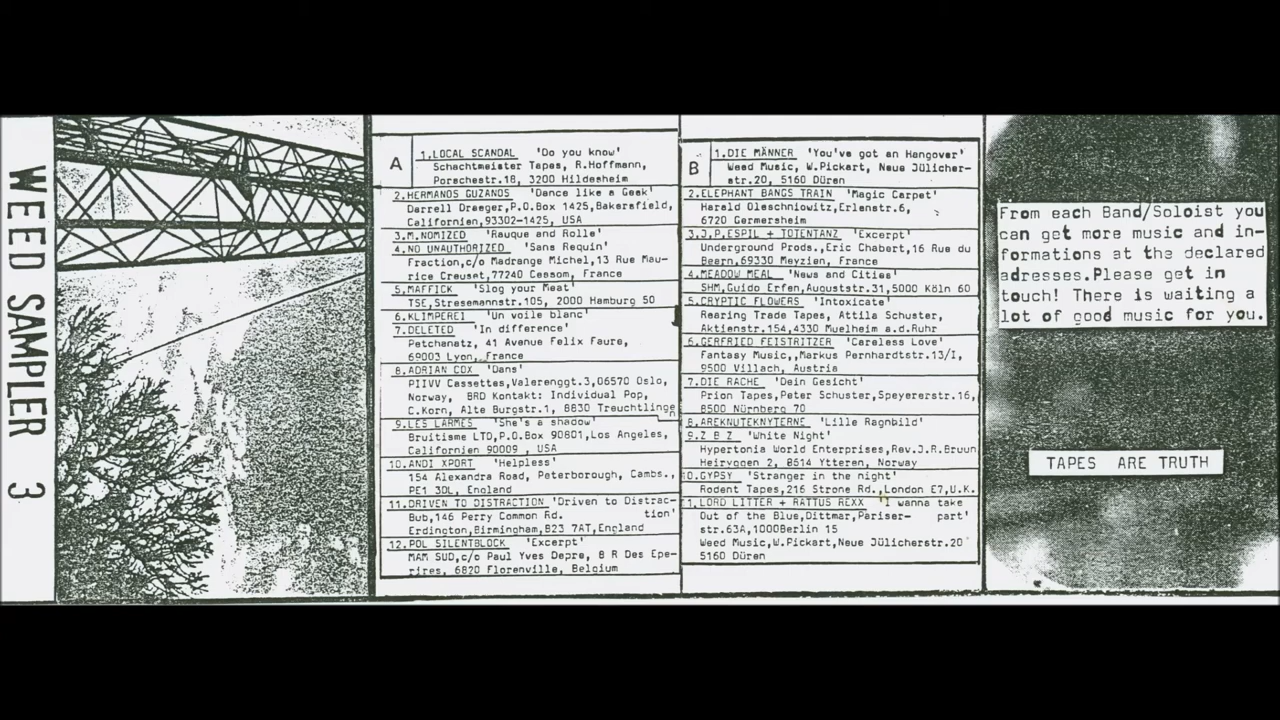 WEED SAMPLER 3
A
1.LOCAL SCANDAL 'Do you know'
Schachtmeister Tapes, R.Hoffmann,
Porschestr.18, 3200 Hildesheim
2.HERMANOS GUZANOS 'Dance like a Geek'
Darrell Draeger,P.O.Box 1425,Bakersfield,
Californien,93302-1425, USA
3.M.NOMIZED 'Rauque and Rolle'
4.NO UNAUTHORIZED 'Sans Requin'
Fraction,c/o Madrange Michel,13 Rue Mau-
rice Creuset,77240 Cesson, France
5.MAFFICK 'Slog your Meat'
TSE,Stresemannstr.105, 2000 Hamburg 50
6.KLIMPEREI 'Un voile blanc'
7.DELETED 'In difference'
Petchanatz, 41 Avenue Felix Faure,
69003 Lyon, France
8.ADRIAN COX 'Dans'
PIIVV Cassettes,Valerenggt.3,06570 Oslo,
Norway, BRD Kontakt: Individual Pop,
C.Korn, Alte Burgstr.1, 8830 Treuchtlingen
9.LES LARMES 'She's a shadow'
Bruitisme LTD,P.O.Box 90801,Los Angeles,
Californien 90009 , USA
10.ANDI XPORT 'Helpless'
154 Alexandra Road, Peterborough, Cambs.,
PE1 3DL, England
11.DRIVEN TO DISTRACTION 'Driven to Distrac-
Bub,146 Perry Common Rd. tion'
Erdington,Birmingham,B23 7AT,England
12.POL SILENTBLOCK 'Excerpt'
MAM SUD,c/o Paul Yves Depre, 8 R Des Epe-
rires, 6820 Florenville, Belgium
B
1.DIE MÄNNER 'You've got an Hangover'
Weed Music, W.Pickart, Neue Jülicher-
str.20, 5160 Düren
2.ELEPHANT BANGS TRAIN 'Magic Carpet'
Harald Oleschniowitz,Erlenstr.6,
6720 Germersheim
3.J.P.ESPIL + TOTENTANZ 'Excerpt'
Underground Prods.,Eric Chabert,16 Rue du
Bearn,69330 Meyzien, France
4.MEADOW MEAL 'News and Cities'
SHM,Guido Erfen,Auguststr.31,5000 Köln 60
5.CRYPTIC FLOWERS 'Intoxicate'
Rearing Trade Tapes, Attila Schuster,
Aktienstr.154,4330 Muelheim a.d.Ruhr
6.GERFRIED FEISTRITZER 'Careless Love'
Fantasy Music,,Markus Pernhardtstr.13/I,
9500 Villach, Austria
7.DIE RACHE 'Dein Gesicht'
Prion Tapes,Peter Schuster,Speyererstr.16,
8500 Nürnberg 70
8.AREKNUTEKNYTERNE 'Lille Ragnbild'
9.Z B Z 'White Night'
Hypertonia World Enterprises,Rev.J.R.Bruun
Heirvegen 2, 8614 Ytteren, Norway
0.GYPSY 'Stranger in the night'
Rodent Tapes,216 Strone Rd.,London E7,U.K.
1.LORD LITTER + RATTUS REXX 'I wanna take
Out of the Blue,Dittmar,Pariser- part'
str.63A,1000Berlin 15
Weed Music,W.Pickart,Neue Jülicherstr.20
5160 Düren
From each Band/Soloist you
can get more music and in-
formations at the declared
adresses.Please get in
touch! There is waiting a
lot of good music for you.
TAPES ARE TRUTH